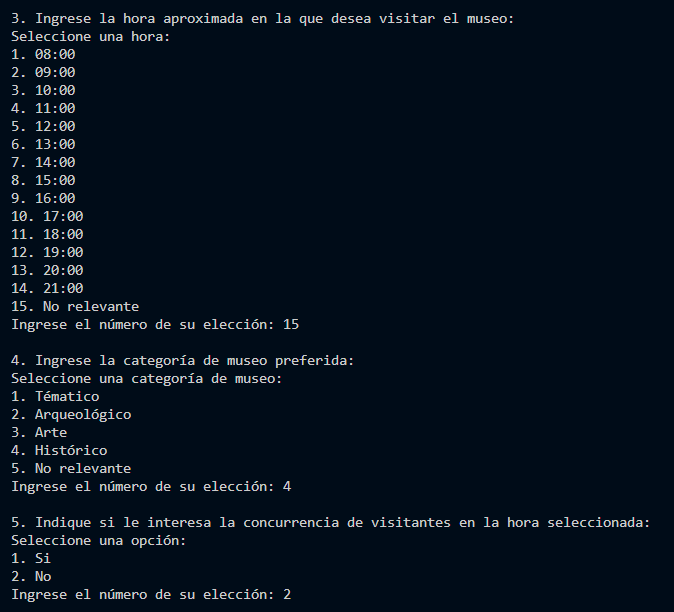 3. Ingrese la hora aproximada en la que desea visitar el museo:
Seleccione una hora:
1. 08:00
2. 09:00
3. 10:00
4. 11:00
5. 12:00
6. 13:00
7. 14:00
8. 15:00
9. 16:00
10. 17:00
11. 18:00
12. 19:00
13. 20:00
14. 21:00
15. No relevante
Ingrese el número de su elección: 15

4. Ingrese la categoría de museo preferida:
Seleccione una categoría de museo:
1. Tématico
2. Arqueológico
3. Arte
4. Histórico
5. No relevante
Ingrese el número de su elección: 4

5. Indique si le interesa la concurrencia de visitantes en la hora seleccionada:
Seleccione una opción:
1. Si
2. No
Ingrese el número de su elección: 2